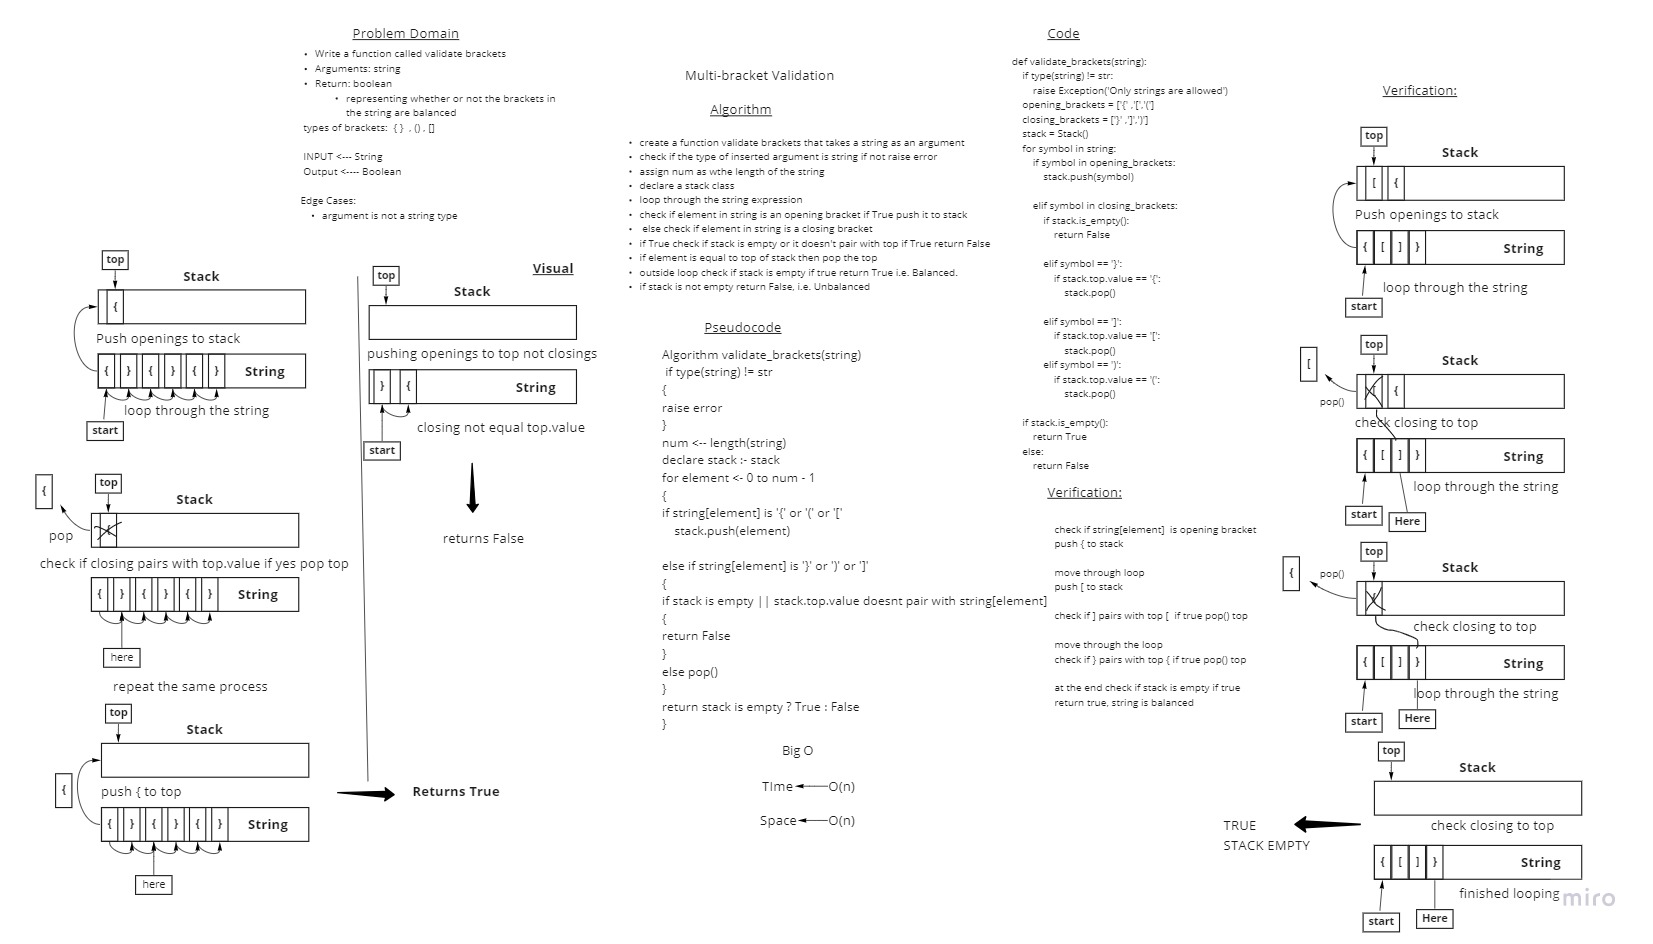 Problem Domain
• Write a function called validate brackets
• Arguments: string
• Return: boolean
• representing whether or not the brackets in
the string are balanced
types of brackets: { } , () , []
INPUT <--- String
Output <---- Boolean
Edge Cases:
• argument is not a string type
top
Stack
{
Push openings to stack
{ } { } { } String
loop through the string
start
{
top
Stack
pop
check if closing pairs with top.value if yes pop top
{ } { } { } String
here
repeat the same process
top
Stack
{
push { to top
{ } { } { } String
here
Visual
top
Stack
pushing openings to top not closings
} { String
closing not equal top.value
start
returns False
Returns True
Multi-bracket Validation
Algorithm
• create a function validate brackets that takes a string as an argument
• check if the type of inserted argument is string if not raise error
• assign num as wthe length of the string
• declare a stack class
• loop through the string expression
• check if element in string is an opening bracket if True push it to stack
• else check if element in string is a closing bracket
• if True check if stack is empty or it doesn't pair with top if True return False
• if element is equal to top of stack then pop the top
• outside loop check if stack is empty if true return True i.e. Balanced.
• if stack is not empty return False, i.e. Unbalanced
Pseudocode
Algorithm validate_brackets(string)
if type(string) != str
{
raise error
}
num <-- length(string)
declare stack :- stack
for element <- 0 to num - 1
{
if string[element] is '{' or '(' or '['
stack.push(element)
else if string[element] is '}' or ')' or ']'
{
if stack is empty || stack.top.value doesnt pair with string[element]
{
return False
}
else pop()
}
return stack is empty ? True : False
}
Big O
TIme O(n)
Space O(n)
Code
def validate_brackets(string):
if type(string) != str:
raise Exception('Only strings are allowed')
opening_brackets = ['{' ,'[','(']
closing_brackets = ['}' ,']',')']
stack = Stack()
for symbol in string:
if symbol in opening_brackets:
stack.push(symbol)
elif symbol in closing_brackets:
if stack.is_empty():
return False
elif symbol == '}':
if stack.top.value == '{':
stack.pop()
elif symbol == ']':
if stack.top.value == '[':
stack.pop()
elif symbol == ')':
if stack.top.value == '(':
stack.pop()
if stack.is_empty():
return True
else:
return False
Verification:
check if string[element] is opening bracket
push { to stack
move through loop
push [ to stack
check if ] pairs with top [ if true pop() top
move through the loop
check if } pairs with top { if true pop() top
at the end check if stack is empty if true
return true, string is balanced
Verification:
top
Stack
[ {
Push openings to stack
{ [ ] } String
loop through the string
start
top
[
Stack
{
pop()
check closing to top
{ [ ] } String
loop through the string
start
Here
top
Stack
{
pop()
check closing to top
{ [ ] } String
loop through the string
start
Here
top
Stack
check closing to top
TRUE
STACK EMPTY
{ [ ] } String
finished looping
start
Here
miro